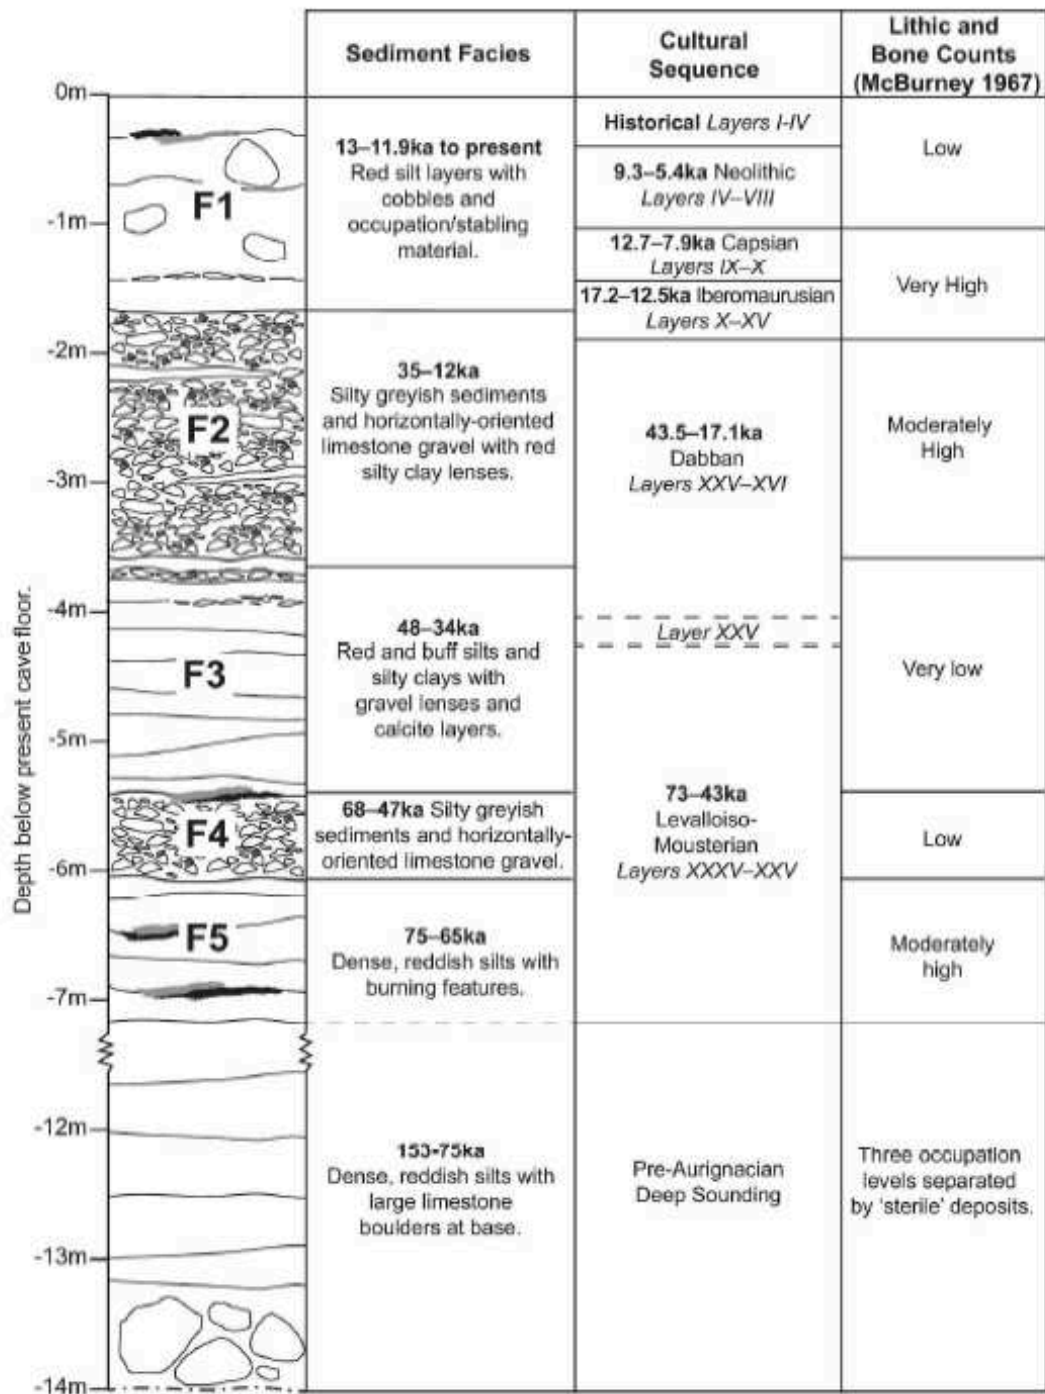 Sediment Facies
Cultural
Sequence
Lithic and
Bone Counts
(McBurney 1967)
Depth below present cave floor.
0m
-1m
-2m
-3m
-4m
-5m
-6m
-7m
-12m
-13m
-14m
F1
F2
F3
F4
F5
13–11.9ka to present
Red silt layers with
cobbles and
occupation/stabling
material.
35–12ka
Silty greyish sediments
and horizontally-oriented
limestone gravel with red
silty clay lenses.
48–34ka
Red and buff silts and
silty clays with
gravel lenses and
calcite layers.
68–47ka Silty greyish
sediments and horizontally-
oriented limestone gravel.
75–65ka
Dense, reddish silts with
burning features.
153-75ka
Dense, reddish silts with
large limestone
boulders at base.
Historical Layers I-IV
9.3–5.4ka Neolithic
Layers IV–VIII
12.7–7.9ka Capsian
Layers IX–X
17.2–12.5ka Iberomaurusian
Layers X–XV
43.5–17.1ka
Dabban
Layers XXV–XVI
Layer XXV
73–43ka
Levalloiso-
Mousterian
Layers XXXV–XXV
Pre-Aurignacian
Deep Sounding
Low
Very High
Moderately
High
Very low
Low
Moderately
high
Three occupation
levels separated
by 'sterile' deposits.